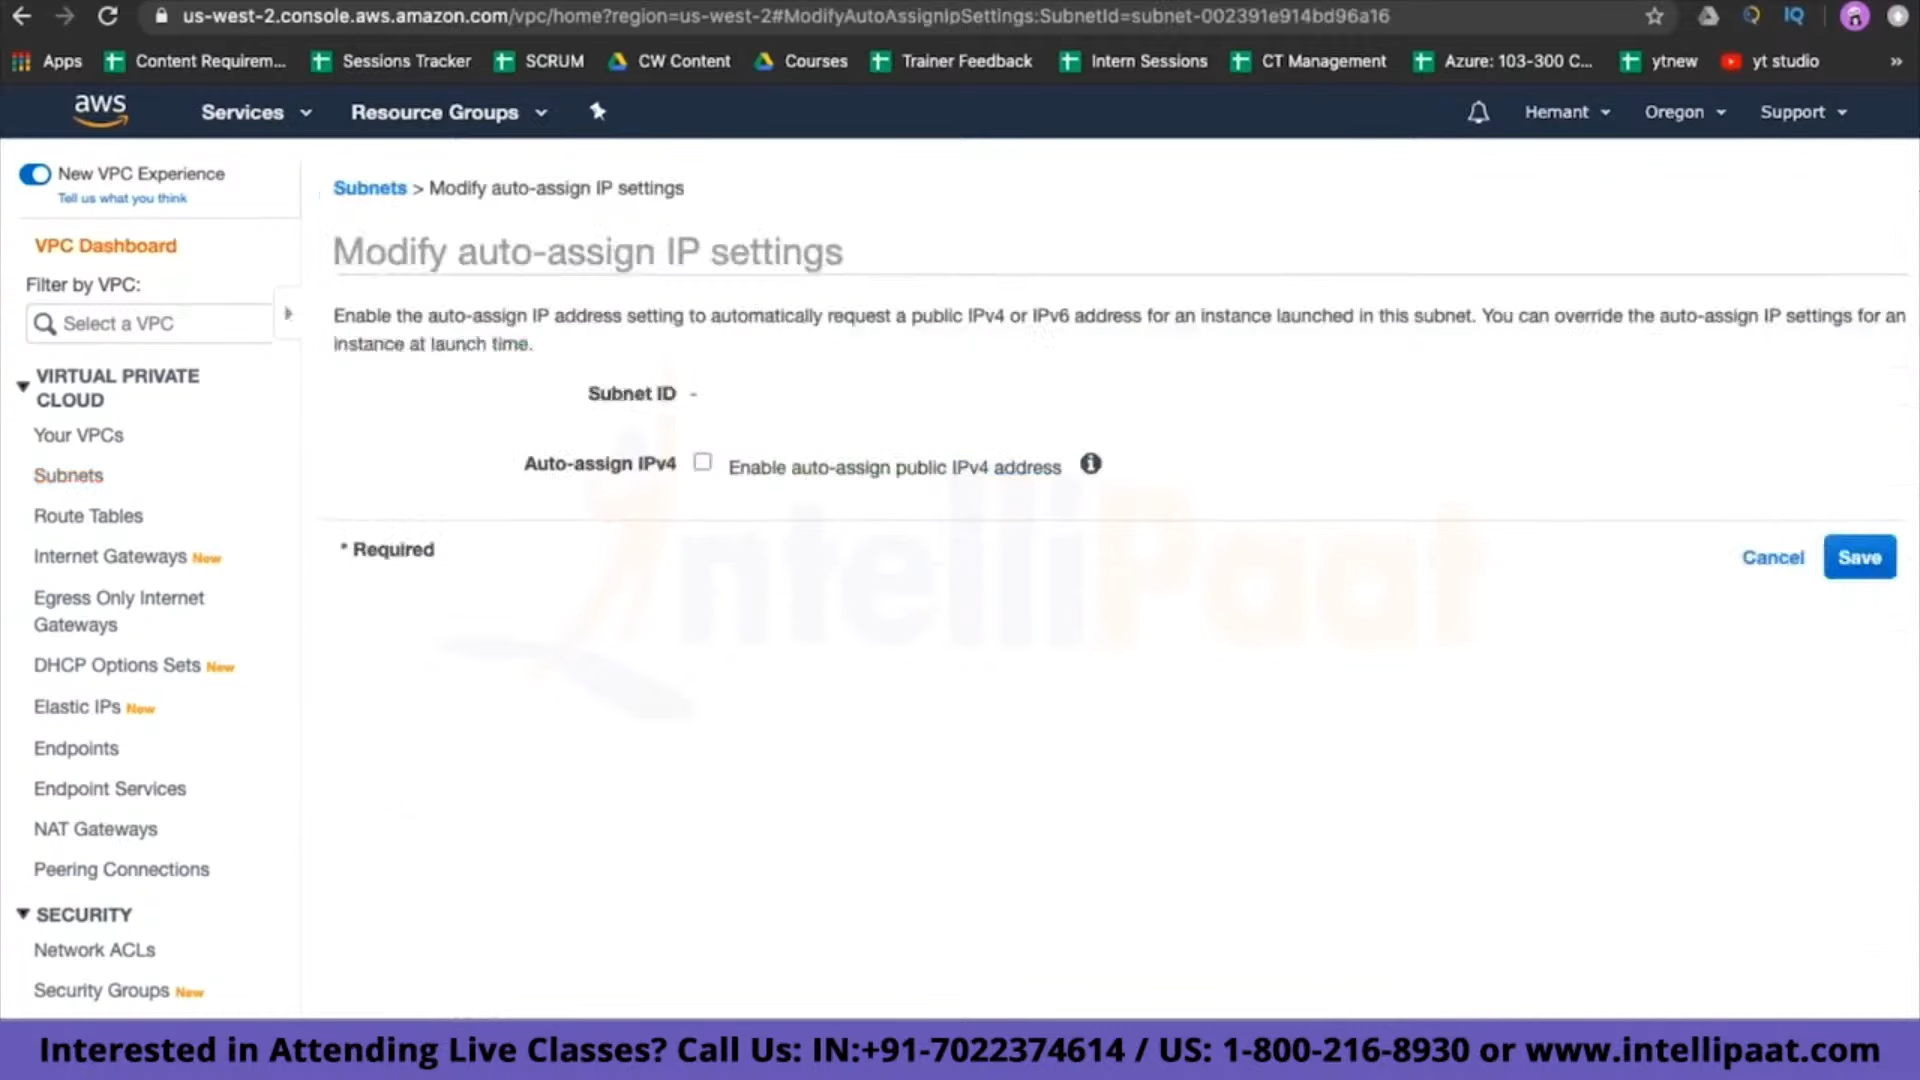 us-west-2.console.aws.amazon.com/vpc/home?region=us-west-2#ModifyAutoAssignIpSettings:SubnetId=subnet-002391e914bd96a16
IQ
Apps Content Requirem... Sessions Tracker SCRUM CW Content Courses Trainer Feedback Intern Sessions CT Management Azure: 103-300 C... ytnew yt studio »
aws Services Resource Groups Hemant Oregon Support
New VPC Experience
Tell us what you think
VPC Dashboard
Filter by VPC:
Select a VPC
VIRTUAL PRIVATE
CLOUD
Your VPCs
Subnets
Route Tables
Internet Gateways New
Egress Only Internet
Gateways
DHCP Options Sets New
Elastic IPs New
Endpoints
Endpoint Services
NAT Gateways
Peering Connections
SECURITY
Network ACLs
Security Groups New
Subnets > Modify auto-assign IP settings
Modify auto-assign IP settings
Enable the auto-assign IP address setting to automatically request a public IPv4 or IPv6 address for an instance launched in this subnet. You can override the auto-assign IP settings for an
instance at launch time.
Subnet ID -
Auto-assign IPv4 Enable auto-assign public IPv4 address
* Required
Cancel Save
intelliPaat
Interested in Attending Live Classes? Call Us: IN:+91-7022374614 / US: 1-800-216-8930 or www.intellipaat.com